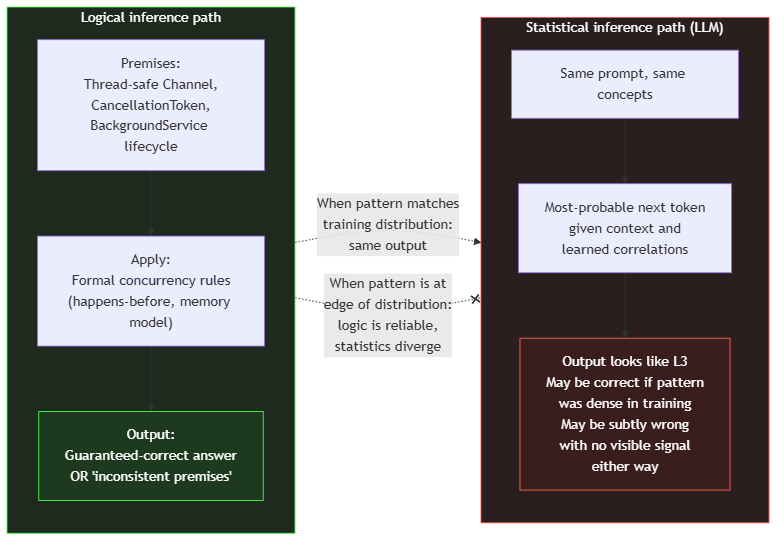 Logical inference path
Premises:
Thread-safe Channel,
CancellationToken,
BackgroundService
lifecycle
Apply:
Formal concurrency rules
(happens-before, memory
model)
Output:
Guaranteed-correct answer
OR 'inconsistent premises'
When pattern matches
training distribution:
same output
When pattern is at
edge of distribution:
logic is reliable,
statistics diverge
Statistical inference path (LLM)
Same prompt, same
concepts
Most-probable next token
given context and
learned correlations
Output looks like L3
May be correct if pattern
was dense in training
May be subtly wrong
with no visible signal
either way